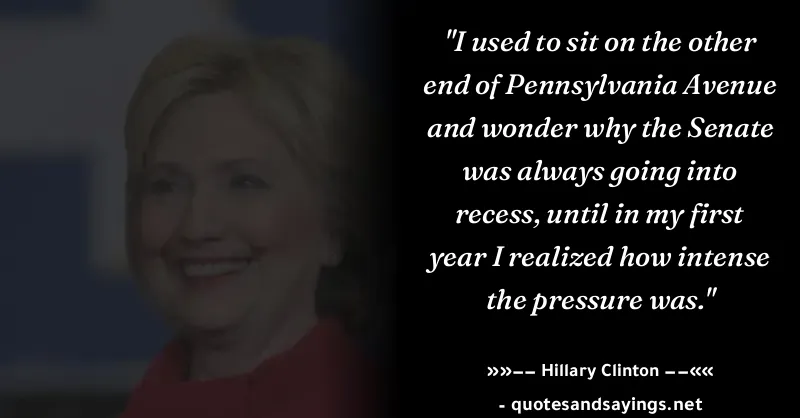 "I used to sit on the other
end of Pennsylvania Avenue
and wonder why the Senate
was always going into
recess, until in my first
year I realized how intense
the pressure was."
»»−− Hillary Clinton −−««
- quotesandsayings.net